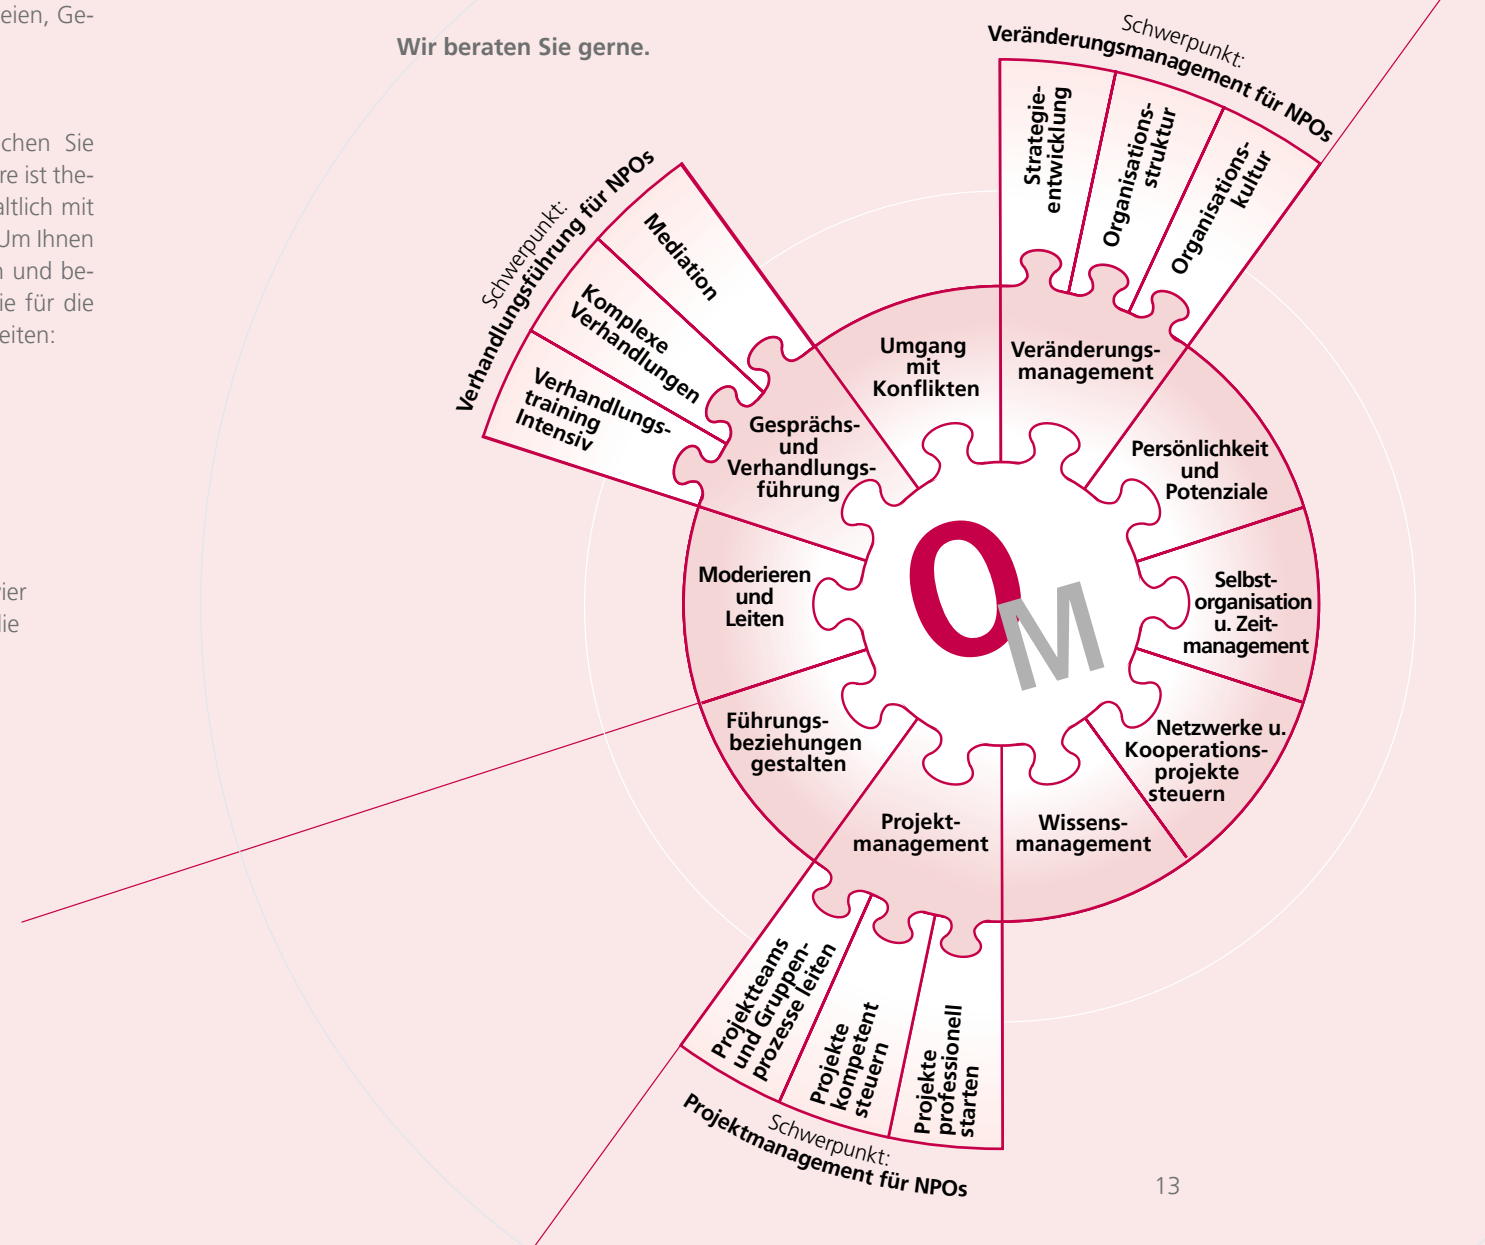 eien, Ge-
chen Sie
re ist the-
altlich mit
Um Ihnen
n und be-
ie für die
eiten:
ier
lie
Wir beraten Sie gerne.
Schwerpunkt:
Veränderungsmanagement für NPOs
Strategie-
entwicklung
Organisations-
struktur
Organisations-
kultur
Schwerpunkt:
Verhandlungsführung für NPOs
Mediation
Komplexe
Verhandlungen
Verhandlungs-
training
Intensiv
Umgang
mit
Konflikten
Veränderungs-
management
Gesprächs-
und
Verhandlungs-
führung
Persönlichkeit
und
Potenziale
Moderieren
und
Leiten
OM
Selbst-
organisation
u. Zeit-
management
Führungs-
beziehungen
gestalten
Netzwerke u.
Kooperations-
projekte
steuern
Projekt-
management
Wissens-
management
Projektteams
und Gruppen-
prozesse leiten
Projekte
kompetent
steuern
Projekte
professionell
starten
Schwerpunkt:
Projektmanagement für NPOs
13